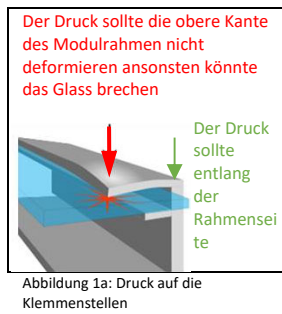 Der Druck sollte die obere Kante
des Modulrahmen nicht
deformieren ansonsten könnte
das Glass brechen
Der Druck
sollte
entlang
der
Rahmensei
te
Abbildung 1a: Druck auf die
Klemmenstellen